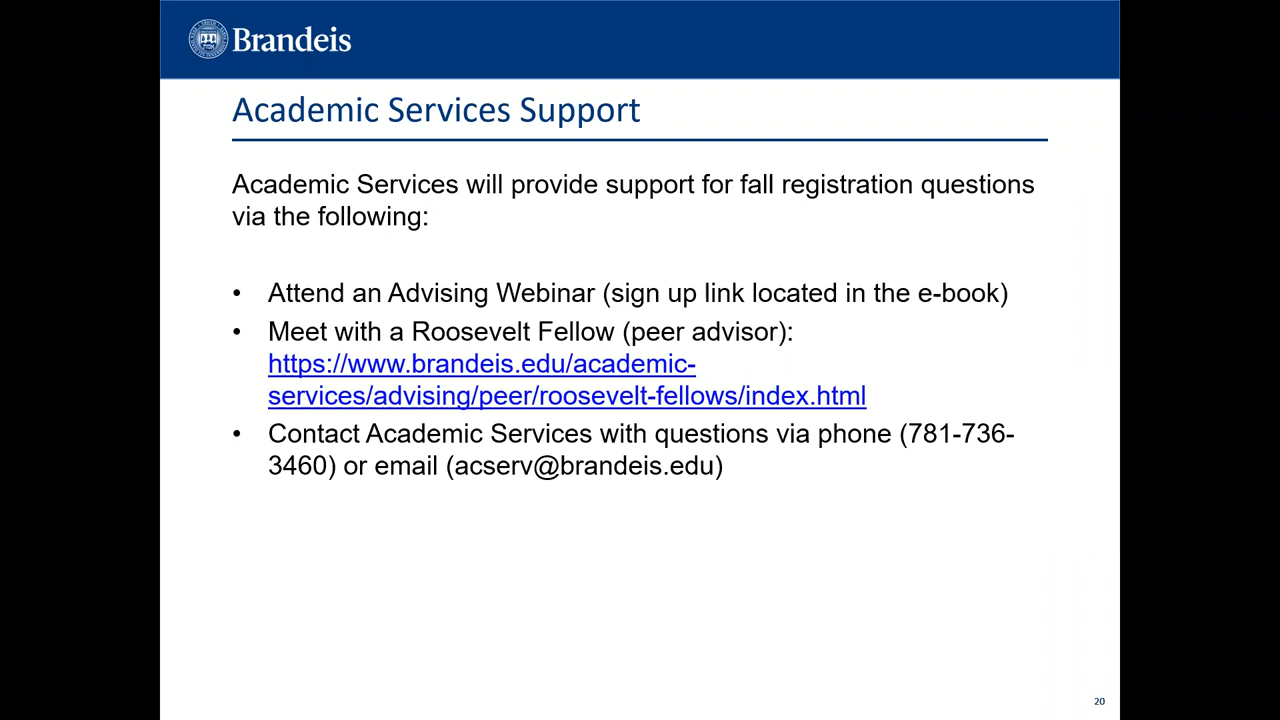 Brandeis
Academic Services Support
Academic Services will provide support for fall registration questions
via the following:
• Attend an Advising Webinar (sign up link located in the e-book)
• Meet with a Roosevelt Fellow (peer advisor):
https://www.brandeis.edu/academic-
services/advising/peer/roosevelt-fellows/index.html
• Contact Academic Services with questions via phone (781-736-
3460) or email (acserv@brandeis.edu)
20